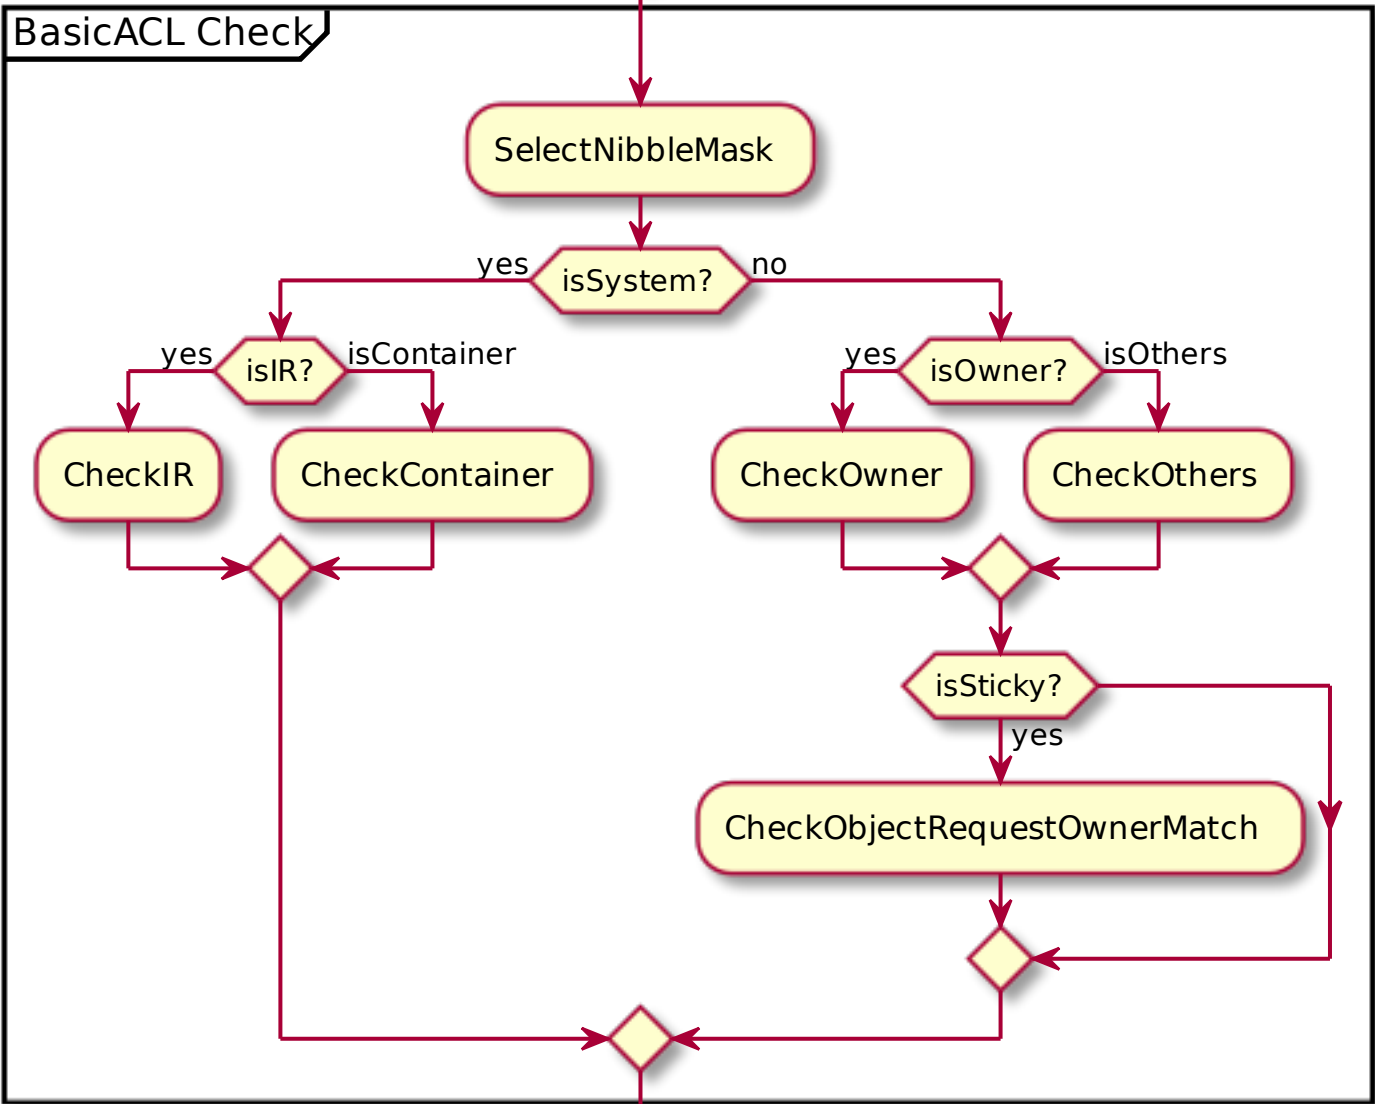 BasicACL Check
SelectNibbleMask
yes
isSystem?
no
yes
isIR?
isContainer
yes
isOwner?
isOthers
CheckIR
CheckContainer
CheckOwner
CheckOthers
isSticky?
yes
CheckObjectRequestOwnerMatch